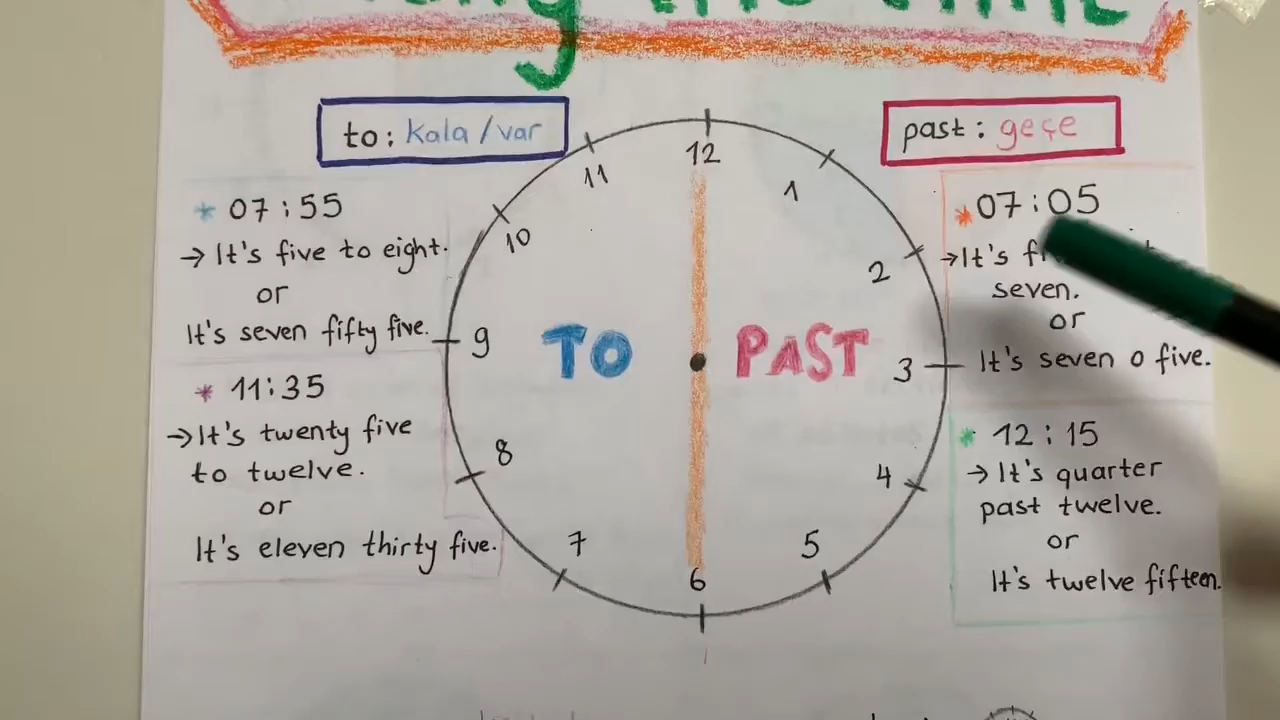 to: kala/var
past: geçe
* 07:55
→ It's five to eight.
or
It's seven fifty five.
* 11:35
→ It's twenty five
to twelve.
or
It's eleven thirty five.
12
1
2
3
4
5
6
7
8
9
10
11
TO
PAST
* 07:05
→ It's
seven.
or
It's seven o five.
* 12:15
→ It's quarter
past twelve.
or
It's twelve fifteen.